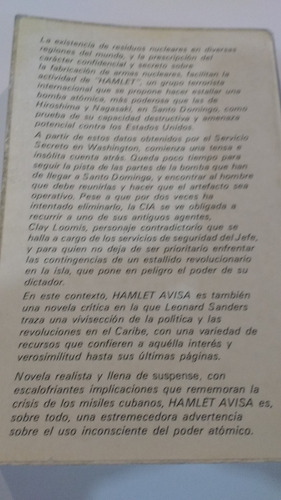 La existencia de residuos nucleares en diversas
regiones del mundo, y la prescripción del
carácter confidencial y secreto sobre
la fabricación de armas nucleares, facilitan la
actividad de "HAMLET", un grupo terrorista
internacional que se propone hacer estallar una
bomba atómica, más poderosa que las de
Hiroshima y Nagasaki, en Santo Domingo, como
prueba de su capacidad destructiva y amenaza
potencial contra los Estados Unidos.
A partir de estos datos obtenidos por el Servicio
Secreto en Washington, comienza una tensa e
insólita cuenta atrás. Queda poco tiempo para
seguir la pista de las partes de la bomba que han
de llegar a Santo Domingo, y encontrar al hombre
que debe reunirlas y hacer que el artefacto sea
operativo. Pese a que por dos veces ha
intentado eliminarlo, la CIA se ve obligada a
recurrir a uno de sus antiguos agentes,
Clay Loomis, personaje contradictorio que se
halla a cargo de los servicios de seguridad del Jefe,
y para quien no deja de ser prioritario enfrentar
las contingencias de un estallido revolucionario
en la isla, que pone en peligro el poder de su
dictador.
En este contexto, HAMLET AVISA es también
una novela crítica en la que Leonard Sanders
traza una vivisección de la política y las
revoluciones en el Caribe, con una variedad de
recursos que confieren a aquélla interés y
verosimilitud hasta sus últimas páginas.
Novela realista y llena de suspense, con
escalofriantes implicaciones que rememoran la
crisis de los misiles cubanos, HAMLET AVISA es,
sobre todo, una estremecedora advertencia
sobre el uso inconsciente del poder atómico.